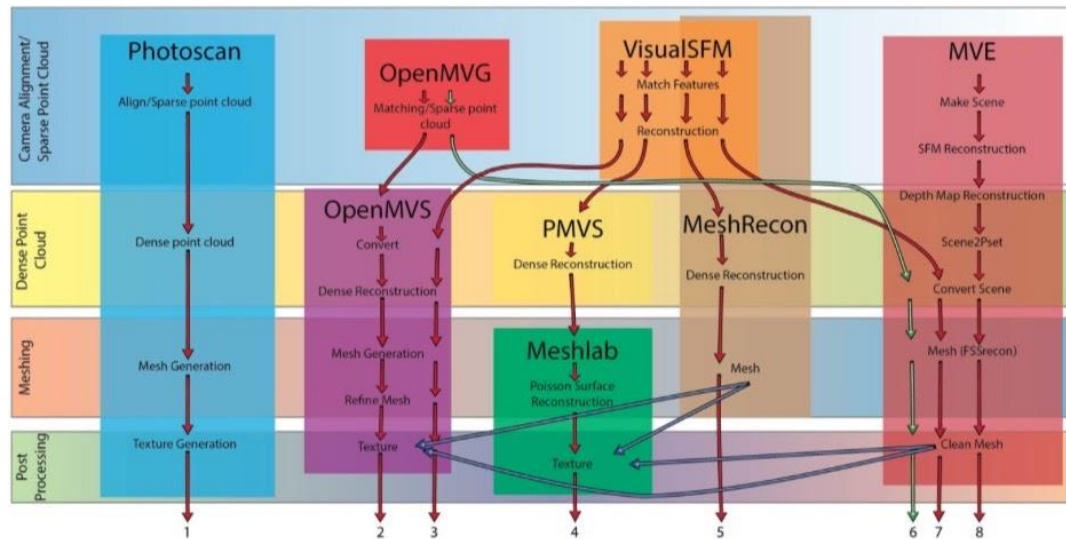 Camera Alignment/
Sparse Point Cloud
Photoscan
Align/Sparse point cloud
OpenMVG
Matching/Sparse point
cloud
VisualSFM
Match Features
Reconstruction
MVE
Make Scene
SFM Reconstruction
Depth Map Reconstruction
Dense Point
Cloud
Dense point cloud
OpenMVS
Convert
Dense Reconstruction
PMVS
Dense Reconstruction
MeshRecon
Dense Reconstruction
Scene2Pset
Convert Scene
Meshing
Mesh Generation
Mesh Generation
Refine Mesh
Meshlab
Poisson Surface
Reconstruction
Mesh
Mesh (FSSrecon)
Post
Processing
Texture Generation
Texture
Texture
Clean Mesh
1 2 3 4 5 6 7 8